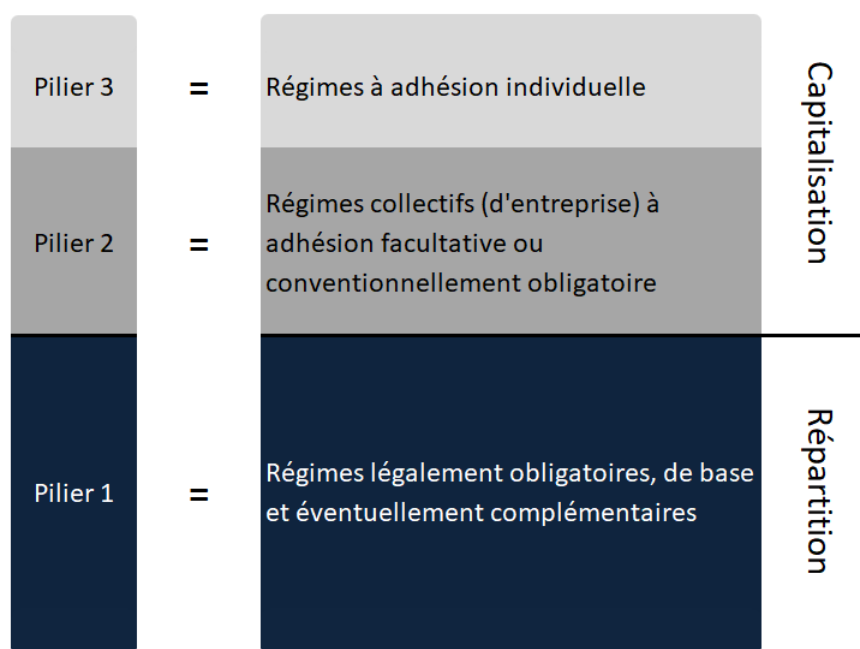 Pilier 3
=
Régimes à adhésion individuelle
Pilier 2
=
Régimes collectifs (d'entreprise) à
adhésion facultative ou
conventionnellement obligatoire
Capitalisation
Pilier 1
=
Régimes légalement obligatoires, de base
et éventuellement complémentaires
Répartition